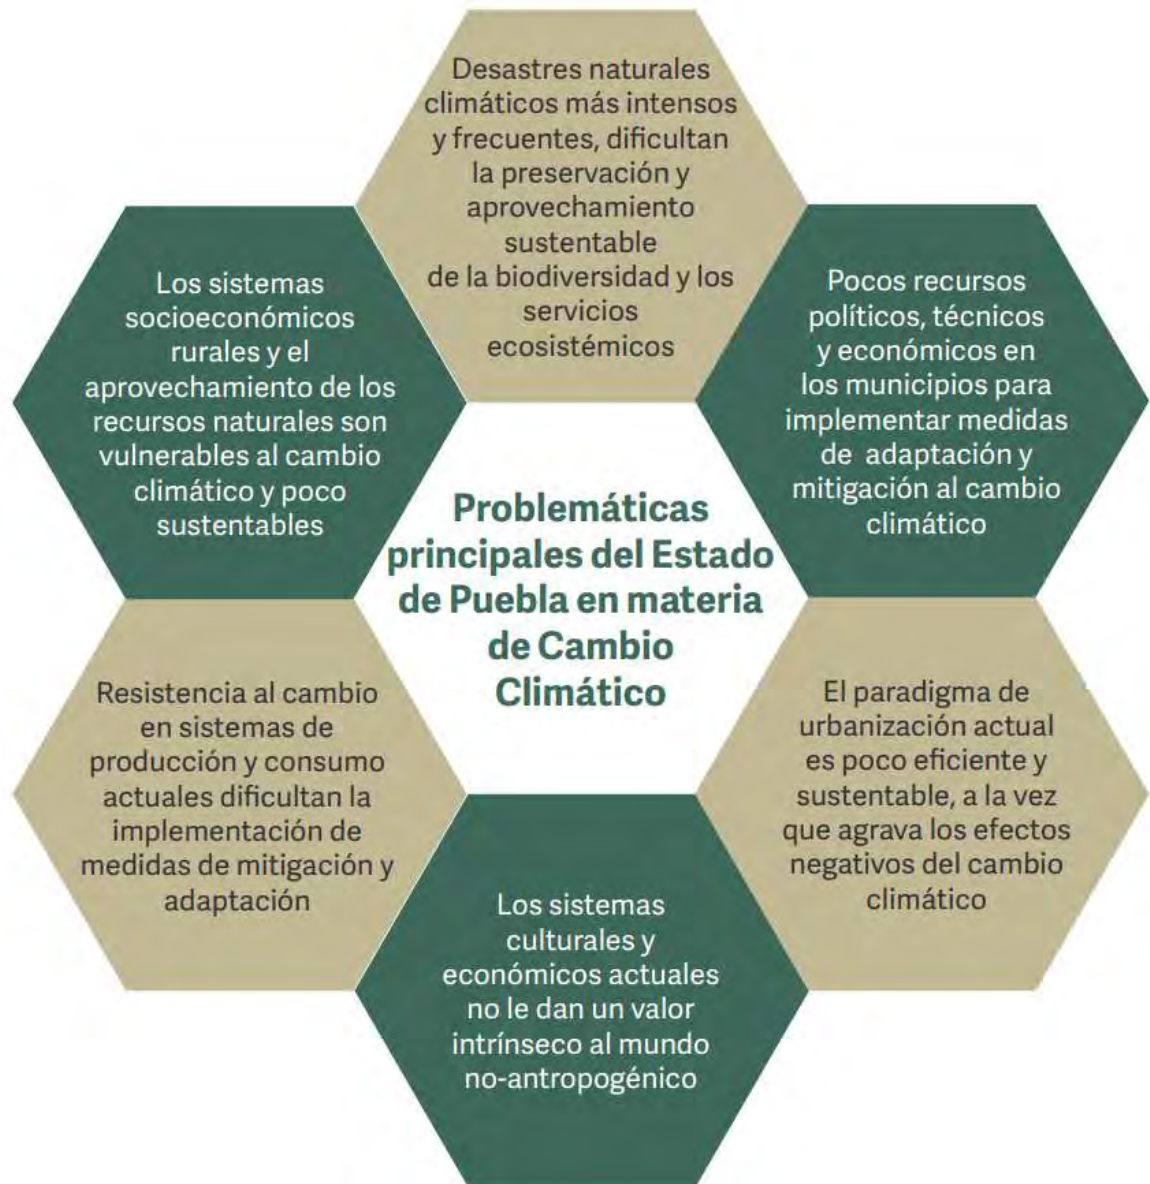 Desastres naturales
climáticos más intensos
y frecuentes, dificultan
la preservación y
aprovechamiento
sustentable
de la biodiversidad y los
servicios
ecosistémicos
Pocos recursos
políticos, técnicos
y económicos en
los municipios para
implementar medidas
de adaptación y
mitigación al cambio
climático
El paradigma de
urbanización actual
es poco eficiente y
sustentable, a la vez
que agrava los efectos
negativos del cambio
climático
Los sistemas
culturales y
económicos actuales
no le dan un valor
intrínseco al mundo
no-antropogénico
Resistencia al cambio
en sistemas de
producción y consumo
actuales dificultan la
implementación de
medidas de mitigación y
adaptación
Los sistemas
socioeconómicos
rurales y el
aprovechamiento de los
recursos naturales son
vulnerables al cambio
climático y poco
sustentables
Problemáticas
principales del Estado
de Puebla en materia
de Cambio
Climático